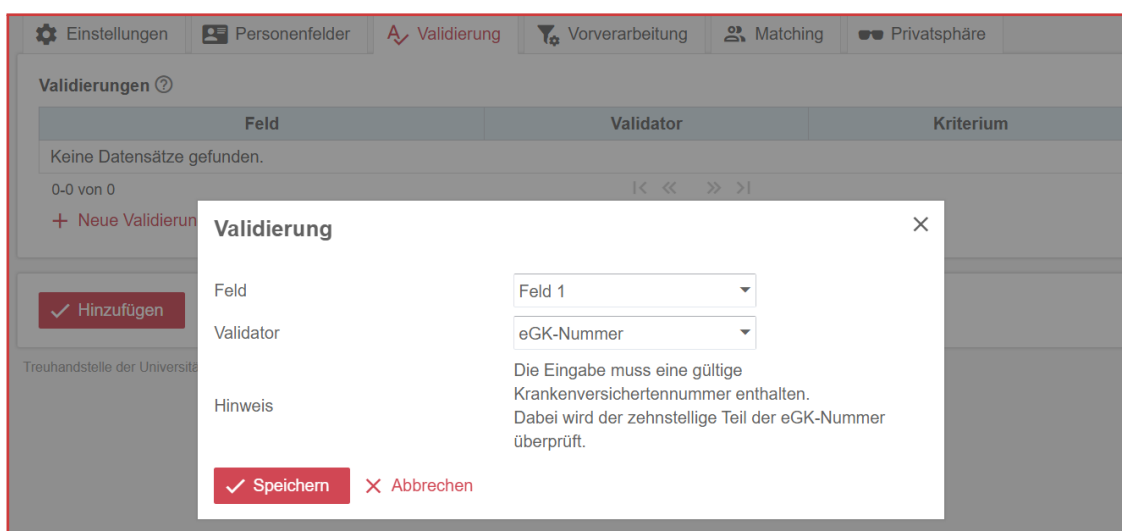 Einstellungen
Personenfelder
Validierung
Vorverarbeitung
Matching
Privatsphäre
Validierungen
Feld
Validator
Kriterium
Keine Datensätze gefunden.
0-0 von 0
+ Neue Validierun
Hinzufügen
Treuhandstelle der Universitä
Validierung
Feld
Feld 1
Validator
eGK-Nummer
Hinweis
Die Eingabe muss eine gültige
Krankenversichertennummer enthalten.
Dabei wird der zehnstellige Teil der eGK-Nummer
überprüft.
Speichern
Abbrechen